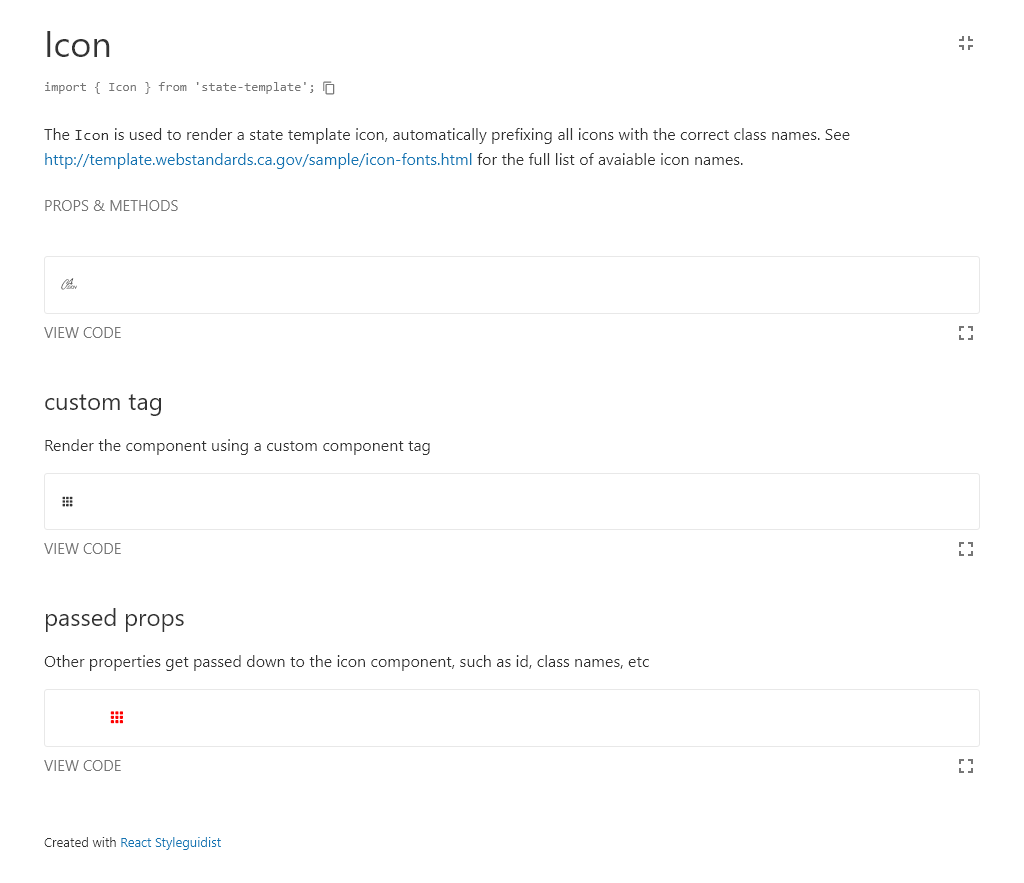 Icon
import { Icon } from 'state-template';
The Icon is used to render a state template icon, automatically prefixing all icons with the correct class names. See
http://template.webstandards.ca.gov/sample/icon-fonts.html for the full list of avaiable icon names.
PROPS & METHODS
VIEW CODE
custom tag
Render the component using a custom component tag
VIEW CODE
passed props
Other properties get passed down to the icon component, such as id, class names, etc
VIEW CODE
Created with React Styleguidist